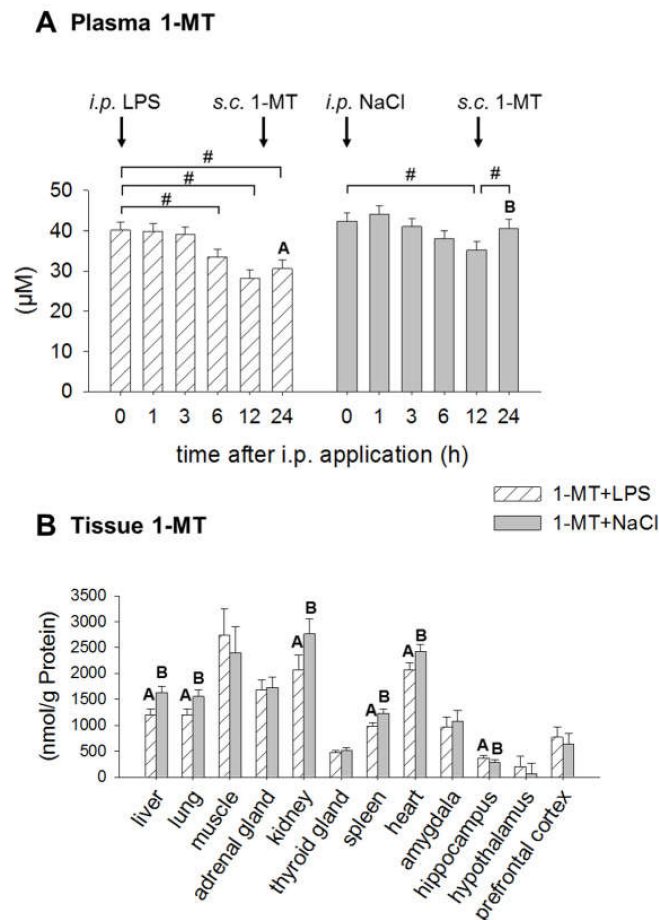 A Plasma 1-MT
i.p. LPS s.c. 1-MT i.p. NaCl s.c. 1-MT
#
#
#
#
#
A
B
50
40
30
20
10
0
(µM)
0 1 3 6 12 24 0 1 3 6 12 24
time after i.p. application (h)
1-MT+LPS
1-MT+NaCl
B Tissue 1-MT
3500
3000
2500
2000
1500
1000
500
0
(nmol/g Protein)
A B A B A B A B A B A B
liver
lung
muscle
adrenal gland
kidney
thyroid gland
spleen
heart
amygdala
hippocampus
hypothalamus
prefrontal cortex